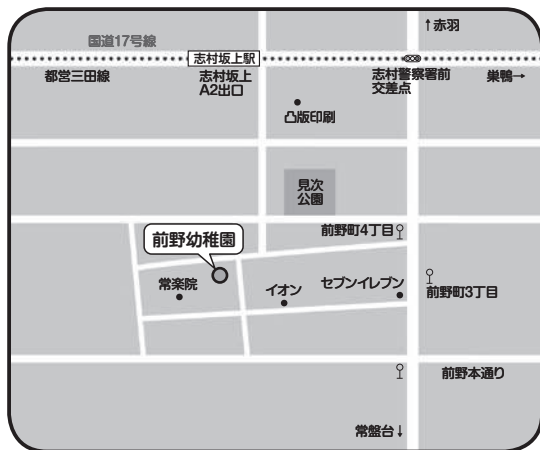 ↑赤羽
国道17号線
志村坂上駅
都営三田線
志村坂上
A2出口
志村警察署前
交差点
巣鴨→
凸版印刷
見次
公園
前野町4丁目
前野幼稚園
常楽院
イオン
セブンイレブン
前野町3丁目
前野本通り
常盤台↓